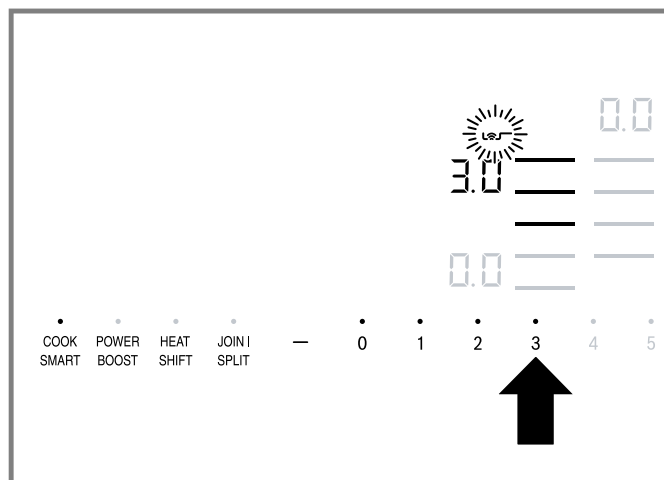 0.0
3.0
0.0
COOK SMART
POWER BOOST
HEAT SHIFT
JOIN I SPLIT
— 0 1 2 3 4 5